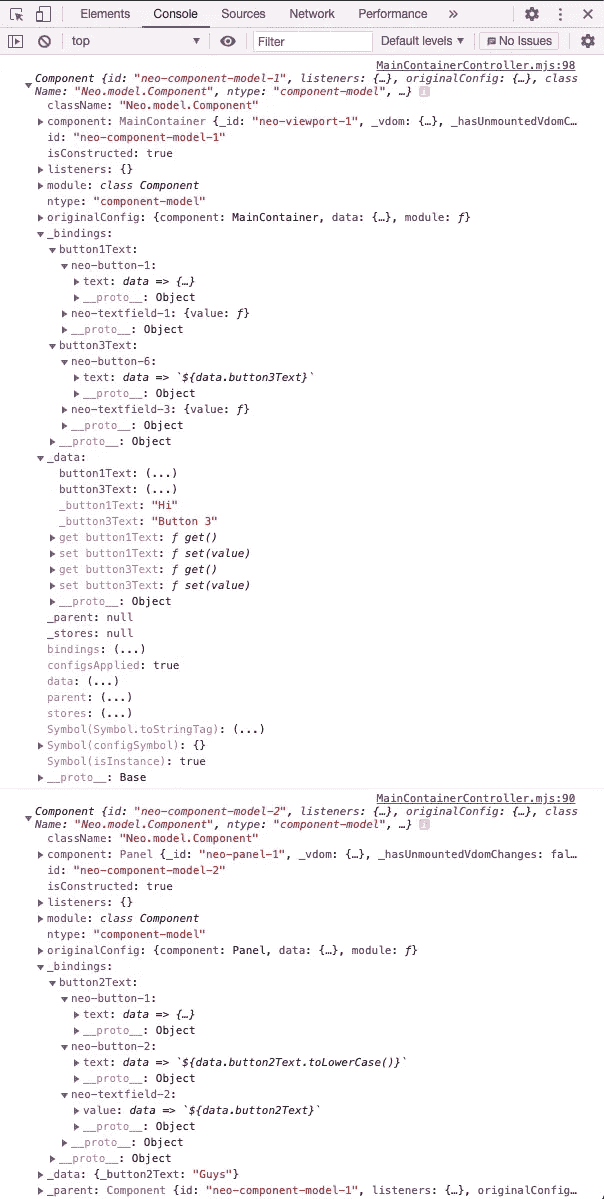 Elements Console Sources Network Performance »
top Filter Default levels No Issues
MainContainerController.mjs:98
Component {id: "neo-component-model-1", listeners: {…}, originalConfig: {…}, class
Name: "Neo.model.Component", ntype: "component-model", …} i
className: "Neo.model.Component"
component: MainContainer {_id: "neo-viewport-1", _vdom: {…}, _hasUnmountedVdomC…
id: "neo-component-model-1"
isConstructed: true
listeners: {}
module: class Component
ntype: "component-model"
originalConfig: {component: MainContainer, data: {…}, module: ƒ}
_bindings:
button1Text:
neo-button-1:
text: data => {…}
__proto__: Object
neo-textfield-1: {value: ƒ}
__proto__: Object
button3Text:
neo-button-6:
text: data => `${data.button3Text}`
__proto__: Object
neo-textfield-3: {value: ƒ}
__proto__: Object
__proto__: Object
_data:
button1Text: (...)
button3Text: (...)
_button1Text: "Hi"
_button3Text: "Button 3"
get button1Text: ƒ get()
set button1Text: ƒ set(value)
get button3Text: ƒ get()
set button3Text: ƒ set(value)
__proto__: Object
_parent: null
_stores: null
bindings: (...)
configsApplied: true
data: (...)
parent: (...)
stores: (...)
Symbol(Symbol.toStringTag): (...)
Symbol(configSymbol): {}
Symbol(isInstance): true
__proto__: Base
MainContainerController.mjs:90
Component {id: "neo-component-model-2", listeners: {…}, originalConfig: {…}, class
Name: "Neo.model.Component", ntype: "component-model", …} i
className: "Neo.model.Component"
component: Panel {_id: "neo-panel-1", _vdom: {…}, _hasUnmountedVdomChanges: fal…
id: "neo-component-model-2"
isConstructed: true
listeners: {}
module: class Component
ntype: "component-model"
originalConfig: {component: Panel, data: {…}, module: ƒ}
_bindings:
button2Text:
neo-button-1:
text: data => {…}
__proto__: Object
neo-button-2:
text: data => `${data.button2Text.toLowerCase()}`
__proto__: Object
neo-textfield-2:
value: data => `${data.button2Text}`
__proto__: Object
__proto__: Object
__proto__: Object
_data: {_button2Text: "Guys"}
_parent: Component {id: "neo-component-model-1", listeners: {…}, originalConfig…